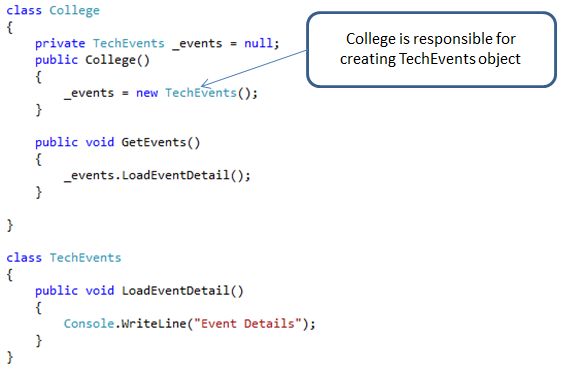 class College
{
    private TechEvents _events = null;
    public College()
    {
        _events = new TechEvents();
    }

    public void GetEvents()
    {
        _events.LoadEventDetail();
    }

}

College is responsible for
creating TechEvents object

class TechEvents
{
    public void LoadEventDetail()
    {
        Console.WriteLine("Event Details");
    }
}